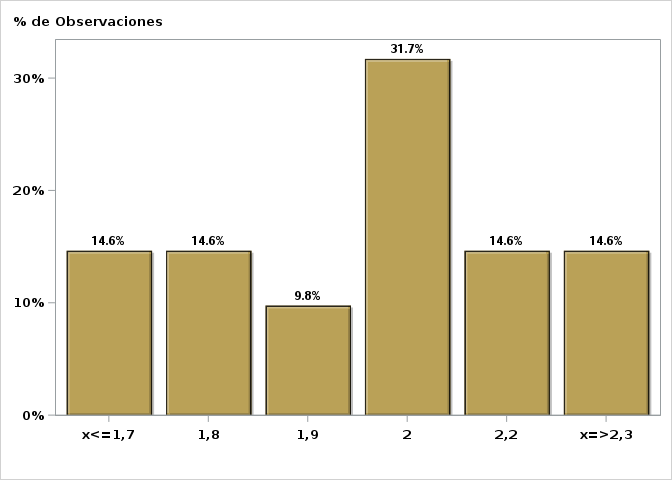 % de Observaciones
31.7%
30%
20%
14.6% 14.6% 14.6% 14.6%
10%
9.8%
0%
x<=1,7 1,8 1,9 2 2,2 x=>2,3